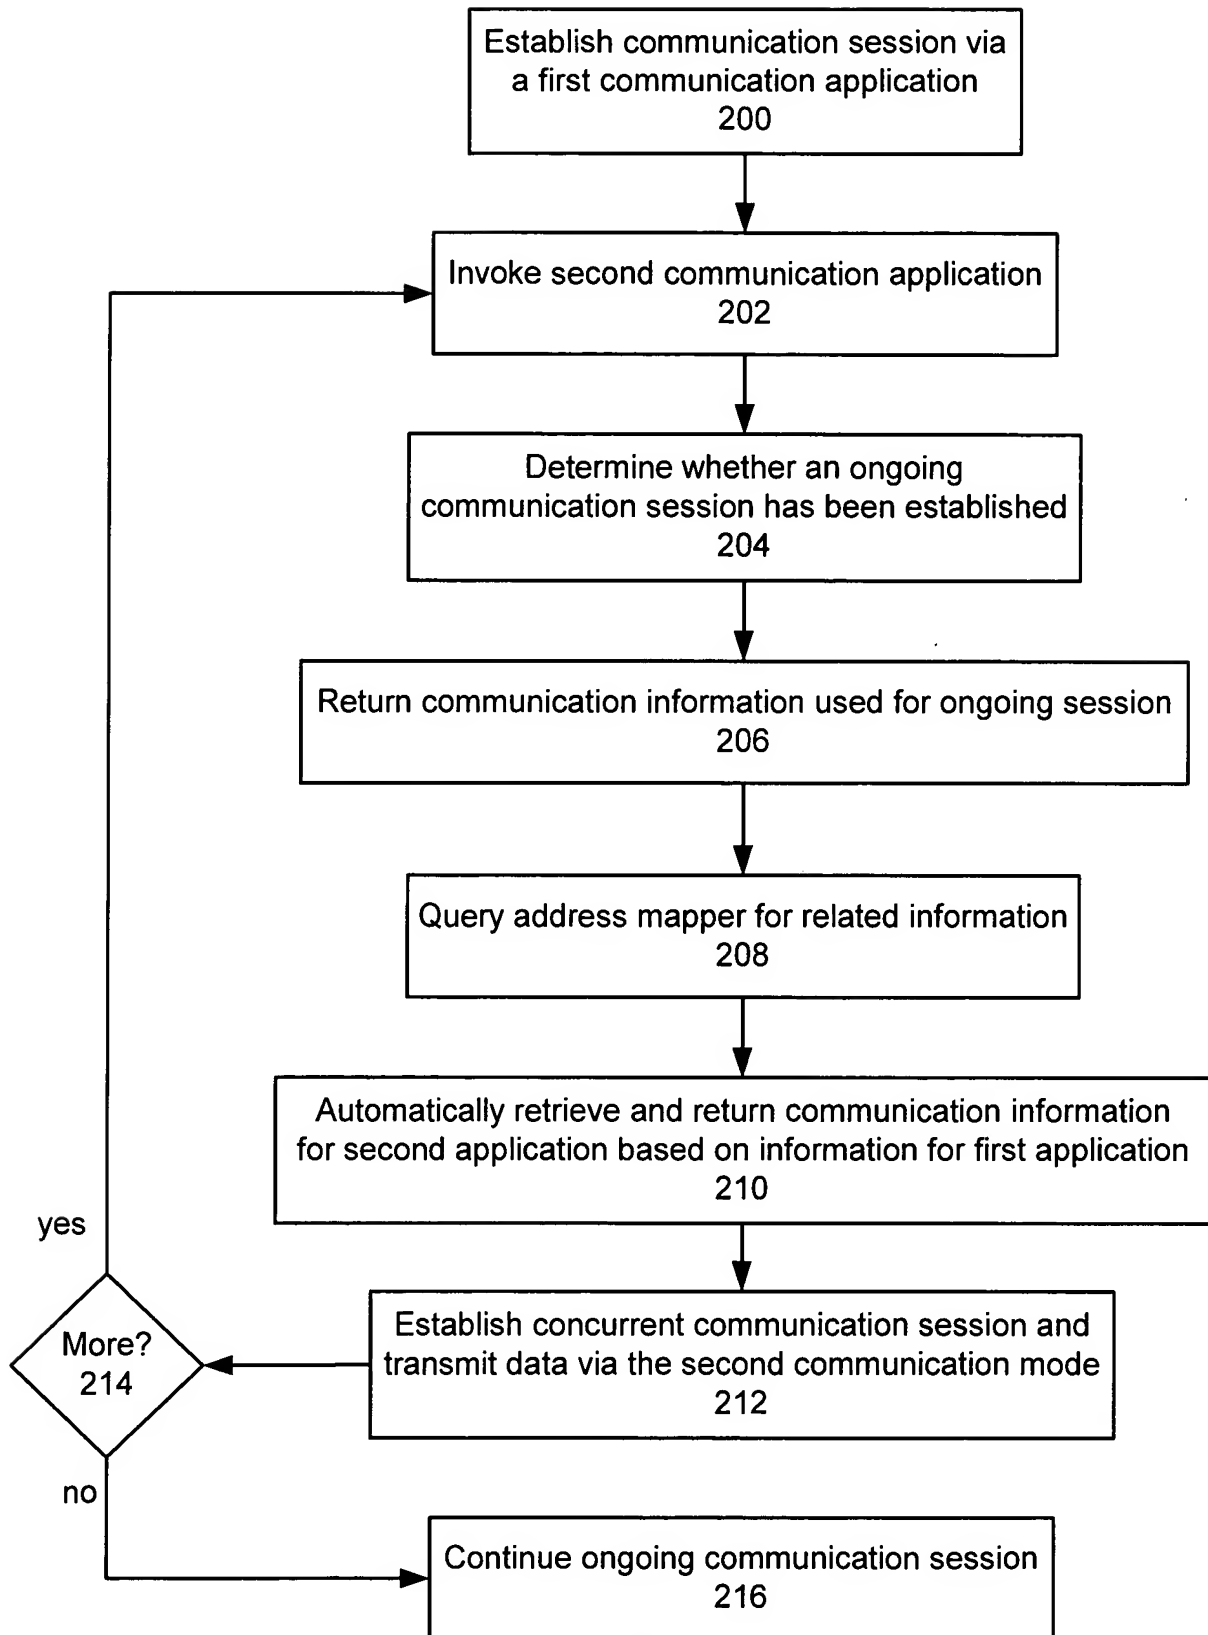 Establish communication session via
a first communication application
200
Invoke second communication application
202
Determine whether an ongoing
communication session has been established
204
Return communication information used for ongoing session
206
Query address mapper for related information
208
Automatically retrieve and return communication information
for second application based on information for first application
210
yes
Establish concurrent communication session and
transmit data via the second communication mode
212
More?
214
no
Continue ongoing communication session
216